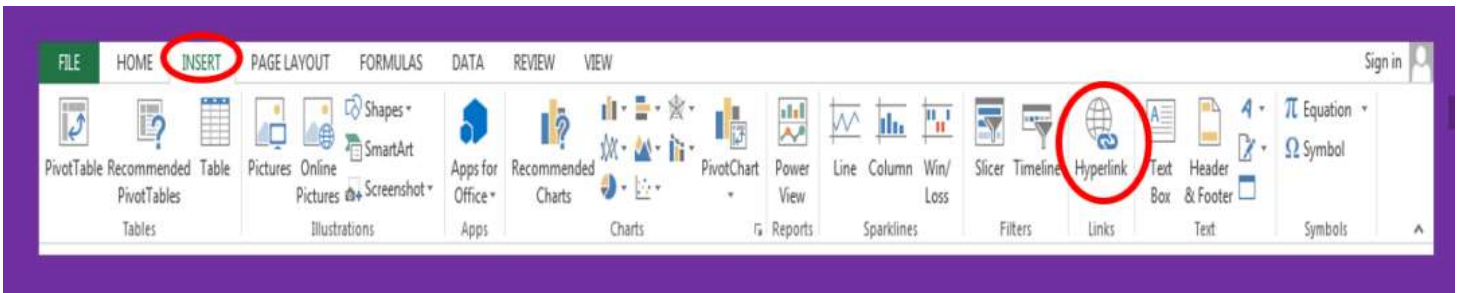 FILE HOME INSERT PAGE LAYOUT FORMULAS DATA REVIEW VIEW Sign in
PivotTable
Recommended
PivotTables
Table
Tables
Pictures
Online
Pictures
Shapes
SmartArt
Screenshot
Illustrations
Apps for
Office
Apps
Recommended
Charts
PivotChart
Charts
Power
View
Reports
Line
Column
Win/
Loss
Sparklines
Slicer
Timeline
Filters
Hyperlink
Links
Text
Box
Header
& Footer
Text
π Equation
Ω Symbol
Symbols